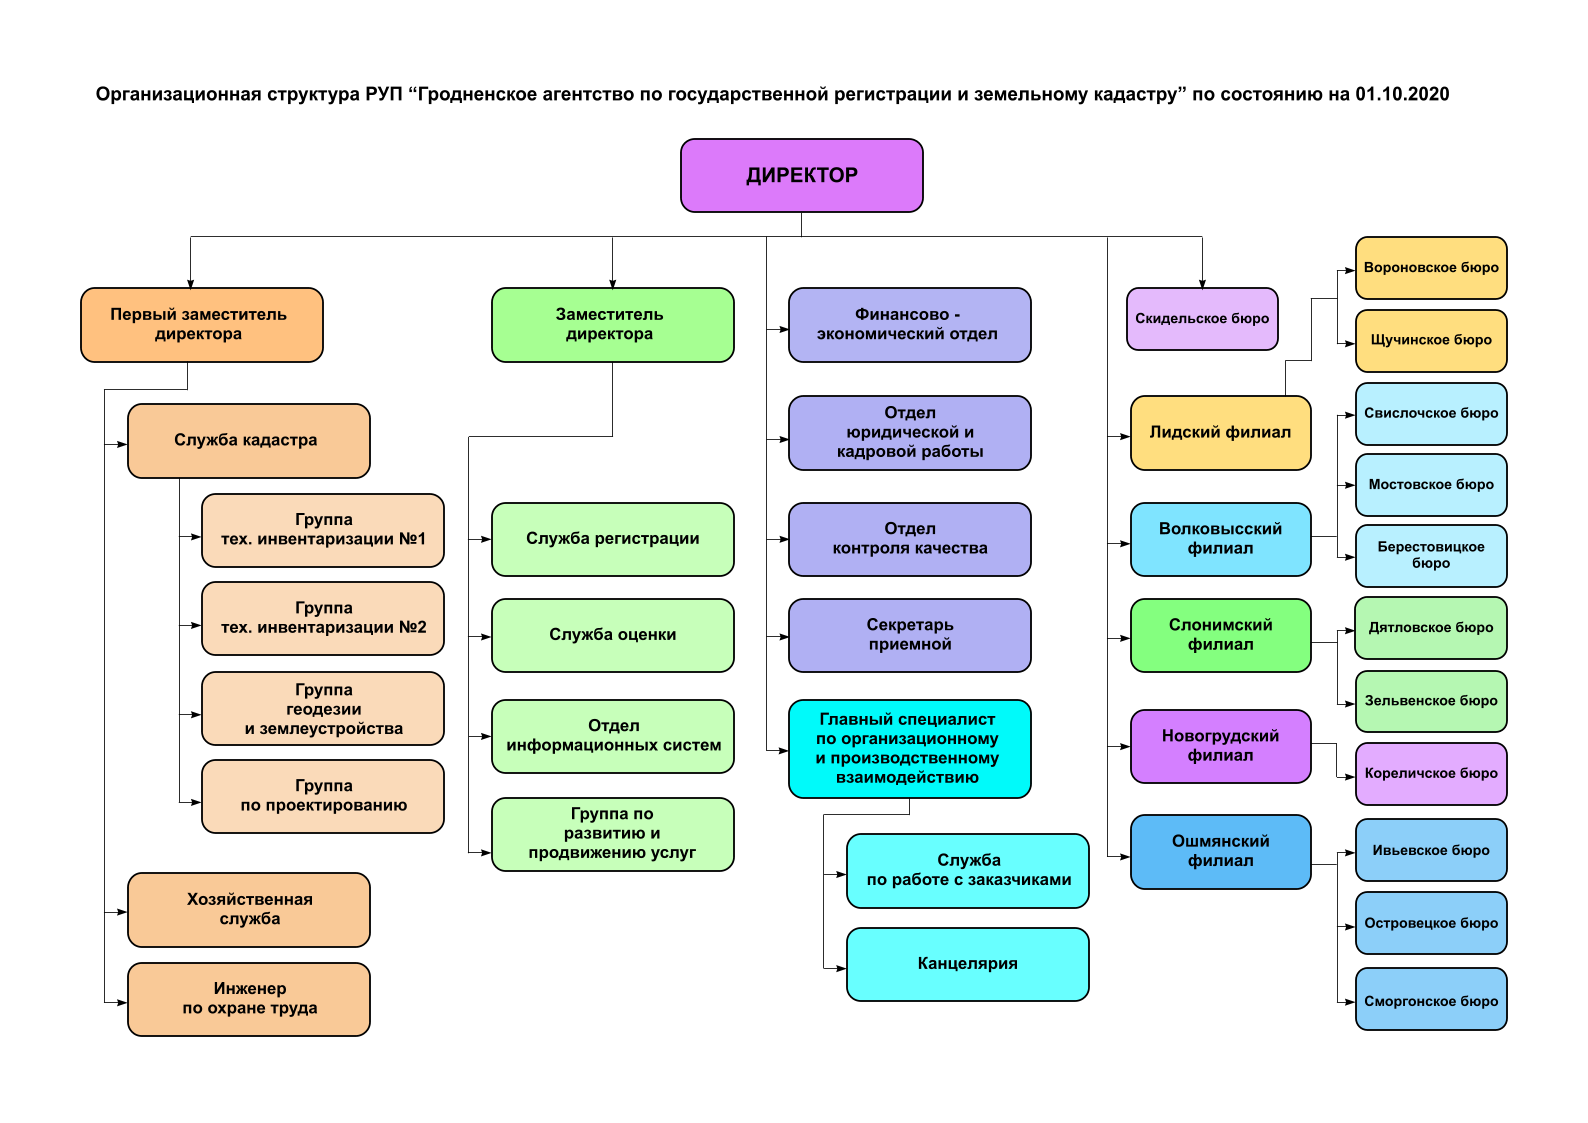 Организационная структура РУП “Гродненское агентство по государственной регистрации и земельному кадастру” по состоянию на 01.10.2020
ДИРЕКТОР
Первый заместитель
директора
Служба кадастра
Группа
тех. инвентаризации №1
Группа
тех. инвентаризации №2
Группа
геодезии
и землеустройства
Группа
по проектированию
Хозяйственная
служба
Инженер
по охране труда
Заместитель
директора
Служба регистрации
Служба оценки
Отдел
информационных систем
Группа по
развитию и
продвижению услуг
Финансово -
экономический отдел
Отдел
юридической и
кадровой работы
Отдел
контроля качества
Секретарь
приемной
Главный специалист
по организационному
и производственному
взаимодействию
Служба
по работе с заказчиками
Канцелярия
Скидельское бюро
Лидский филиал
Волковысский
филиал
Слонимский
филиал
Новогрудский
филиал
Ошмянский
филиал
Вороновское бюро
Щучинское бюро
Свислочское бюро
Мостовское бюро
Берестовицкое
бюро
Дятловское бюро
Зельвенское бюро
Кореличское бюро
Ивьевское бюро
Островецкое бюро
Сморгонское бюро